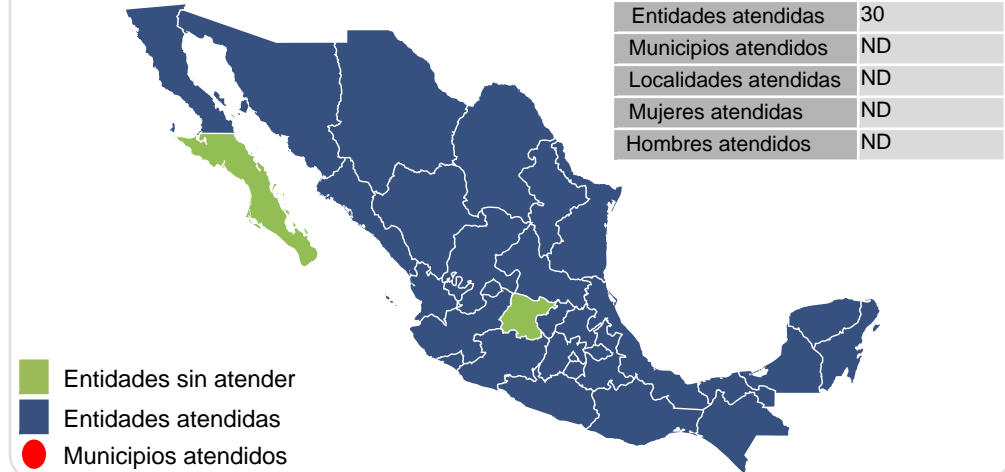 Entidades atendidas 30
Municipios atendidos ND
Localidades atendidas ND
Mujeres atendidas ND
Hombres atendidos ND
Entidades sin atender
Entidades atendidas
Municipios atendidos